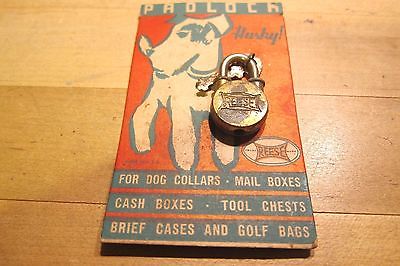 PADLOCK
Husky!
REESE
REESE
FOR DOG COLLARS · MAIL BOXES
CASH BOXES · TOOL CHESTS
BRIEF CASES AND GOLF BAGS